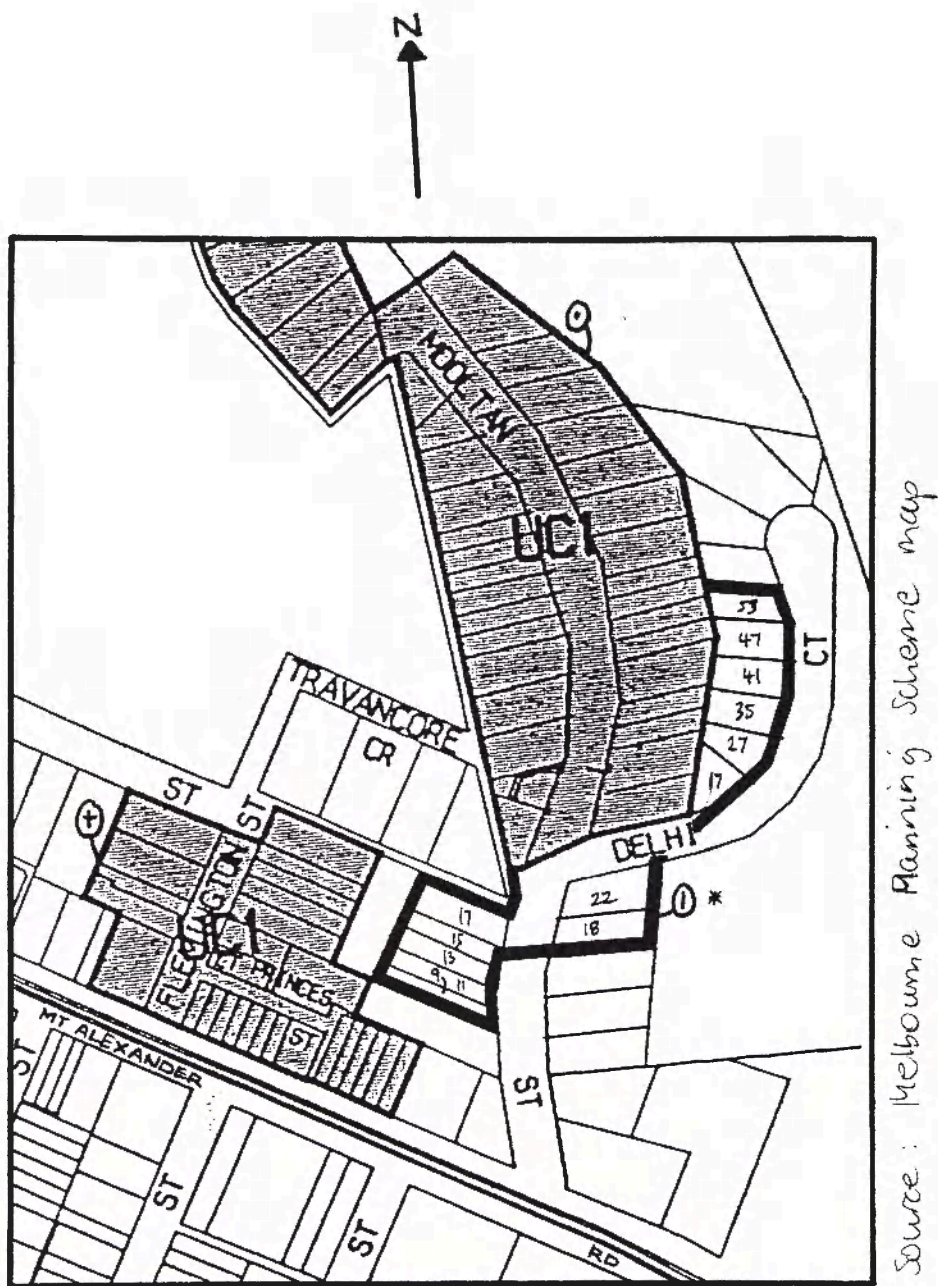 N
MOOLTAN
UC1
TRAVANCORE
CR
ST
FLEMINGTON ST
PRINCES
ST
MT ALEXANDER
RD
ST
ST
ST
ST
DELHI
CT
53
47
41
35
27
17
22
18
1 *
17
15
13
11
9
Source : Melbourne Planning Scheme map